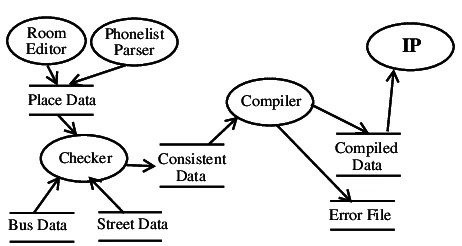 Room
Editor
Phonelist
Parser
IP
Place Data
Compiler
Checker
Consistent
Data
Compiled
Data
Bus Data
Street Data
Error File